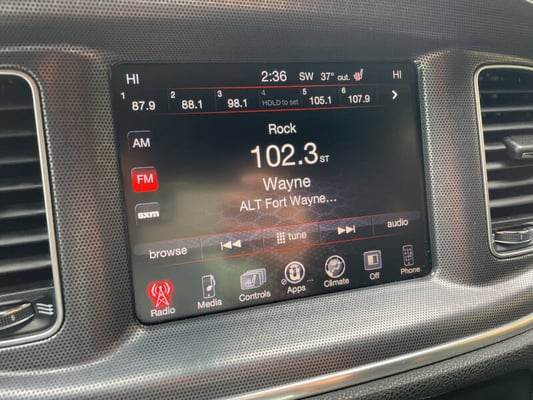 HI 2:36 SW 37° out. HI
1 87.9 2 88.1 3 98.1 4 HOLD to set 5 105.1 6 107.9
AM
FM
sxm
Rock
102.3 ST
Wayne
ALT Fort Wayne...
browse tune audio
Radio Media Controls Apps Climate Off Phone